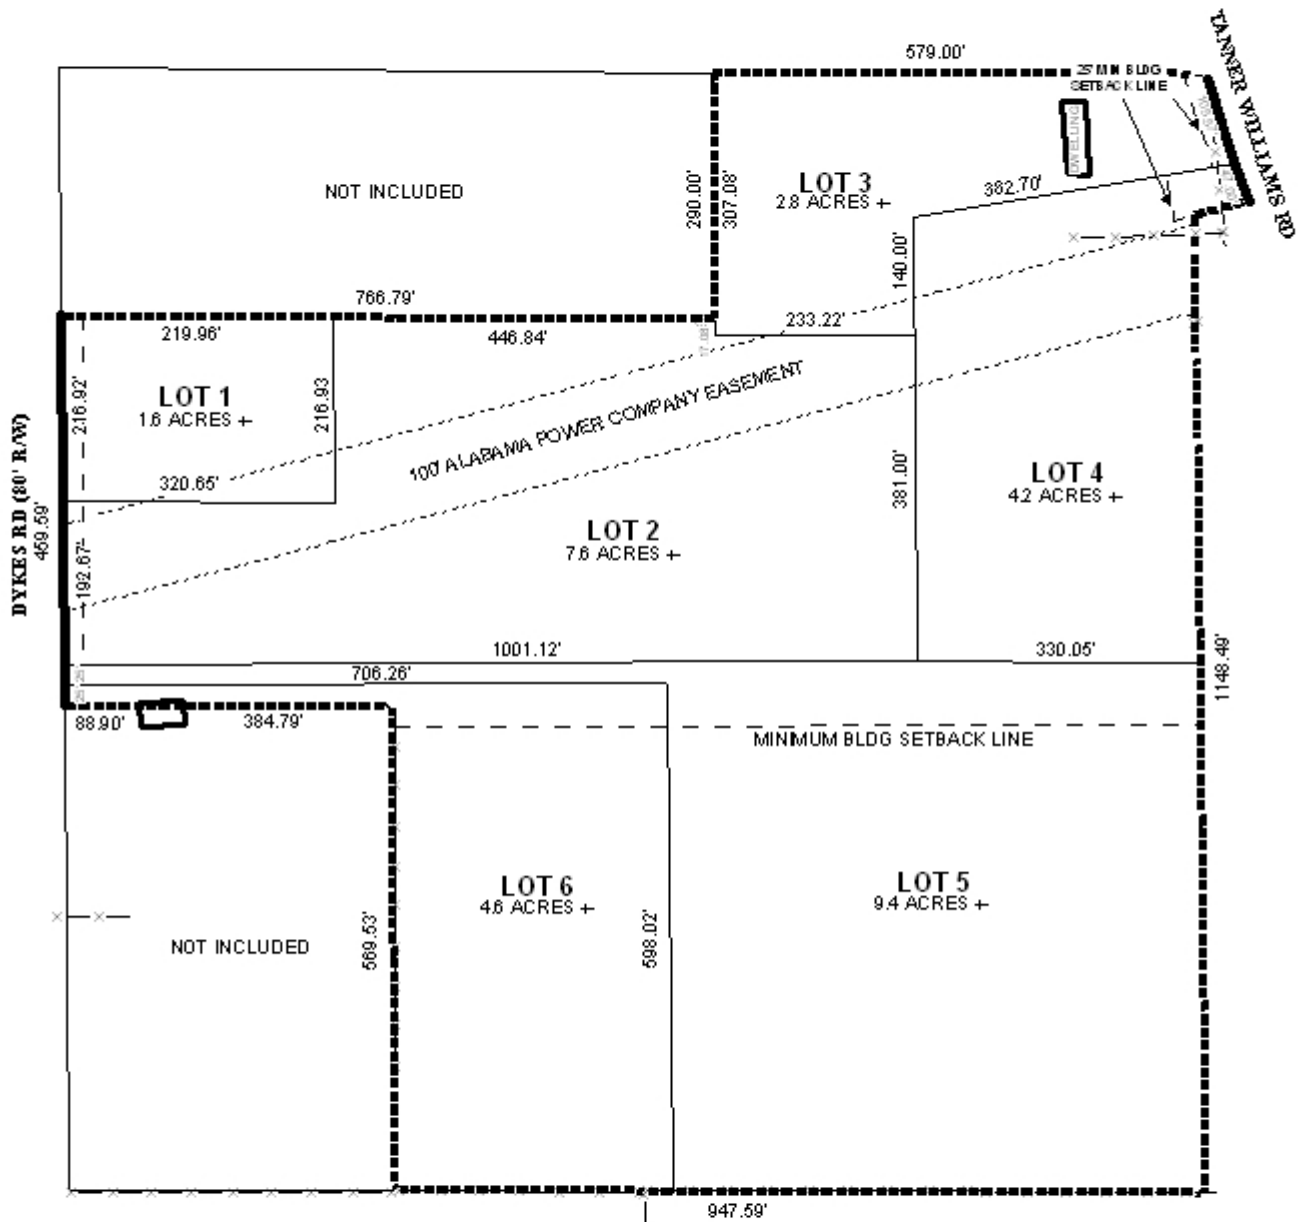 579.00'
TANNER WILLIAMS RD
25' MIN BLDG
SETBACK LINE
DWELLING
NOT INCLUDED
290.00'
307.08'
LOT 3
2.8 ACRES +
382.70'
140.00'
766.79'
219.96'
446.84'
17.08'
233.22'
LOT 1
1.6 ACRES +
216.92'
216.93
100' ALABAMA POWER COMPANY EASEMENT
320.65'
DYKES RD (80' R/W)
459.59'
192.67'
LOT 2
7.6 ACRES +
381.00'
LOT 4
4.2 ACRES +
1001.12'
330.05'
706.26'
1148.49'
88.90'
384.79'
MINIMUM BLDG SETBACK LINE
LOT 6
4.6 ACRES +
LOT 5
9.4 ACRES +
NOT INCLUDED
569.53'
598.02'
947.59'